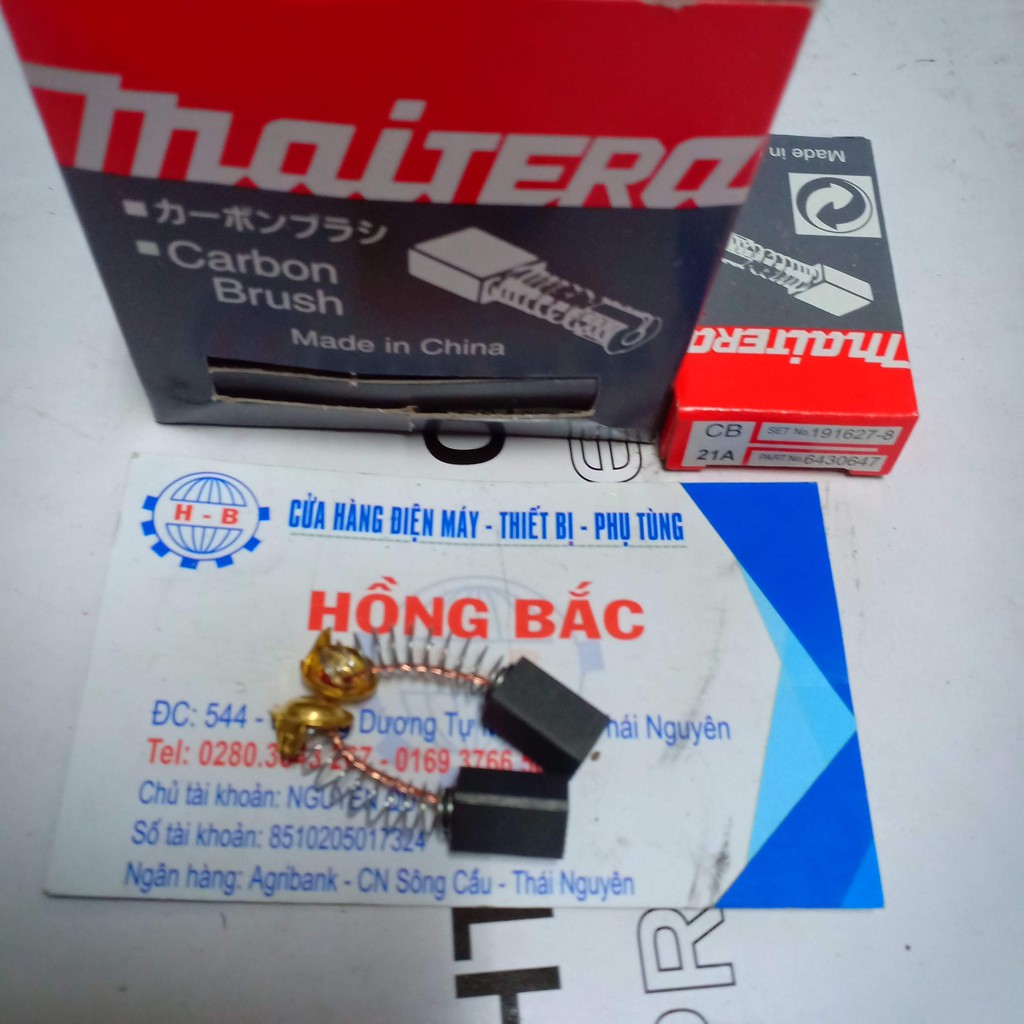 maiTERA
■カーボンブラシ
■Carbon
Brush
Made in China
Made in
maiTERA
CB
21A
SET No.191627-8
PART No.6430647
H - B
CỬA HÀNG ĐIỆN MÁY - THIẾT BỊ - PHỤ TÙNG
HỒNG BẮC
ĐC: 544 - Dương Tự Thái Nguyên
Tel: 0280. - 0169 3766.
Chủ tài khoản: NGUYỄN
Số tài khoản: 8510205017324
Ngân hàng: Agribank - CN Sông Cầu - Thái Nguyên